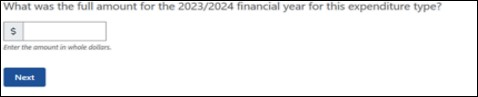 What was the full amount for the 2023/2024 financial year for this expenditure type?
$
Enter the amount in whole dollars.
Next